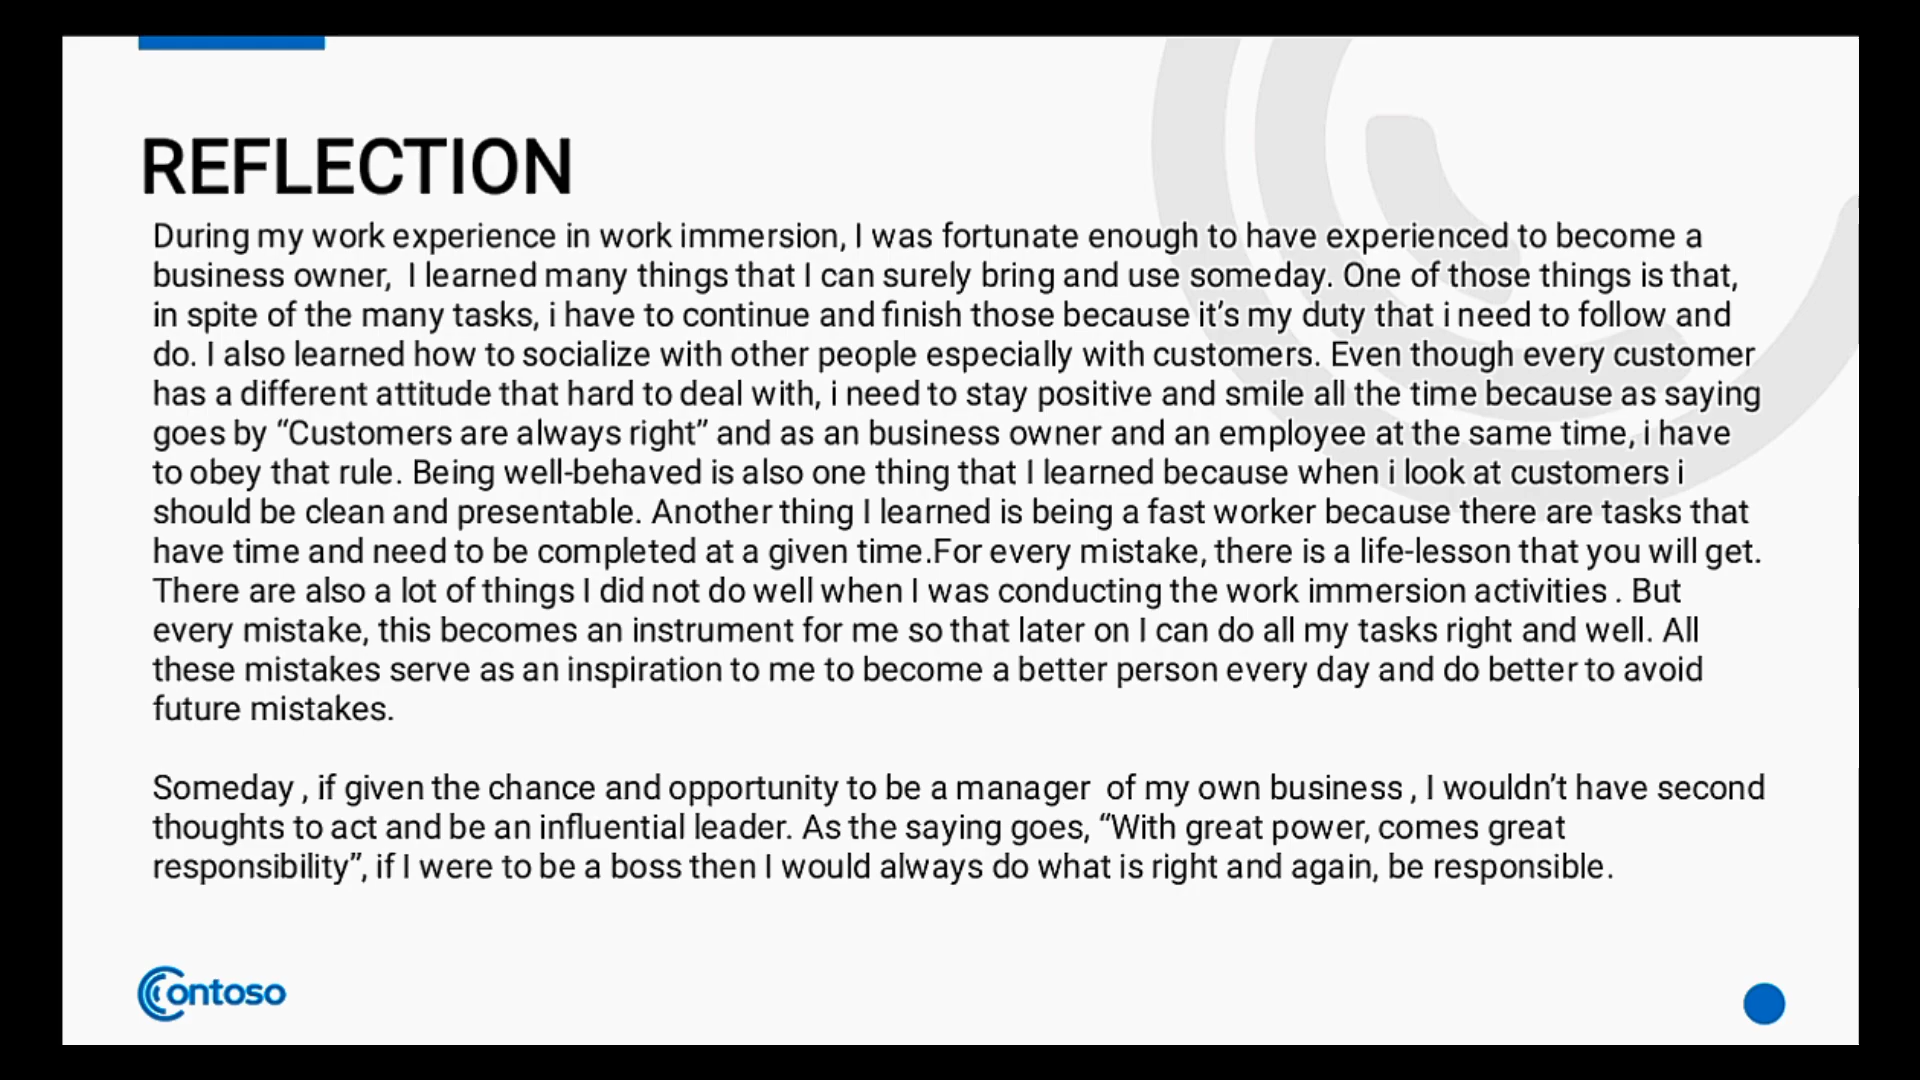 REFLECTION
During my work experience in work immersion, I was fortunate enough to have experienced to become a
business owner,  I learned many things that I can surely bring and use someday. One of those things is that,
in spite of the many tasks, i have to continue and finish those because it’s my duty that i need to follow and
do. I also learned how to socialize with other people especially with customers. Even though every customer
has a different attitude that hard to deal with, i need to stay positive and smile all the time because as saying
goes by “Customers are always right” and as an business owner and an employee at the same time, i have
to obey that rule. Being well-behaved is also one thing that I learned because when i look at customers i
should be clean and presentable. Another thing I learned is being a fast worker because there are tasks that
have time and need to be completed at a given time.For every mistake, there is a life-lesson that you will get.
There are also a lot of things I did not do well when I was conducting the work immersion activities . But
every mistake, this becomes an instrument for me so that later on I can do all my tasks right and well. All
these mistakes serve as an inspiration to me to become a better person every day and do better to avoid
future mistakes.
Someday , if given the chance and opportunity to be a manager  of my own business , I wouldn’t have second
thoughts to act and be an influential leader. As the saying goes, “With great power, comes great
responsibility”, if I were to be a boss then I would always do what is right and again, be responsible.
Contoso